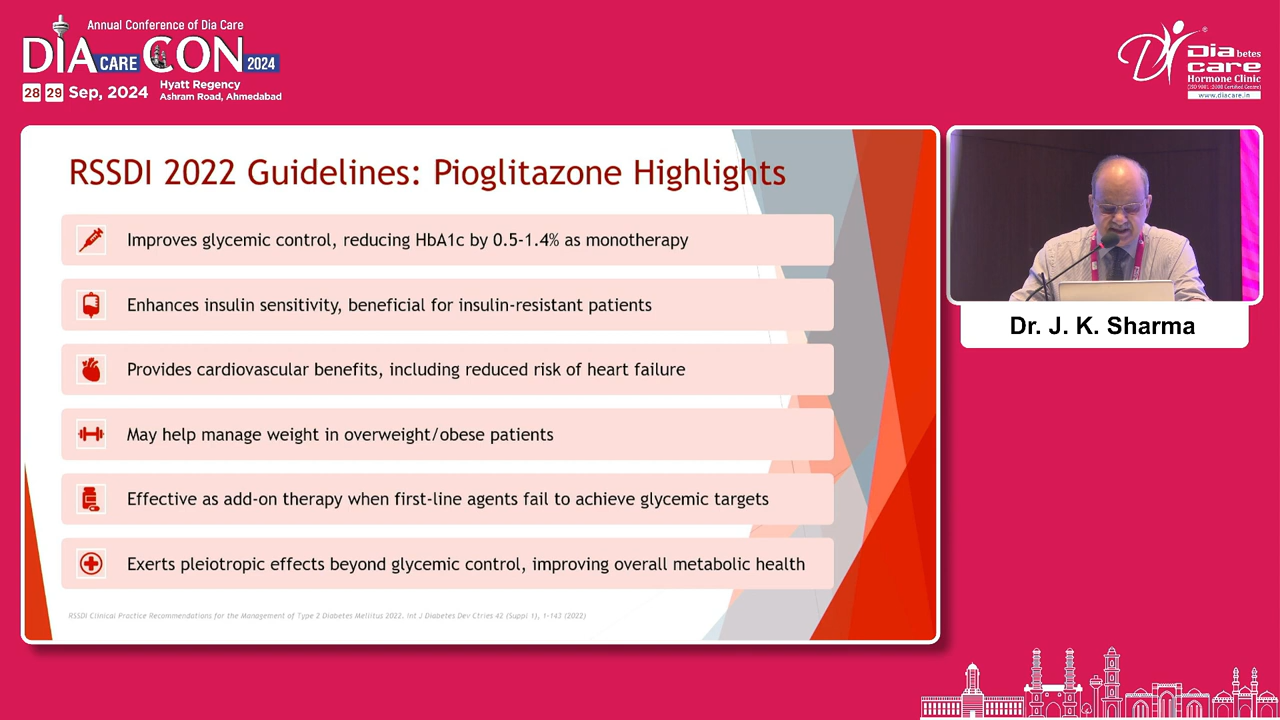 Annual Conference of Dia Care
DIA CARE CON 2024
28 29 Sep, 2024
Hyatt Regency
Ashram Road, Ahmedabad
Diabetes
care
Hormone Clinic
(ISO 9001 :2008 Certified Centre)
www.diacare.in
RSSDI 2022 Guidelines: Pioglitazone Highlights
Improves glycemic control, reducing HbA1c by 0.5-1.4% as monotherapy
Enhances insulin sensitivity, beneficial for insulin-resistant patients
Provides cardiovascular benefits, including reduced risk of heart failure
May help manage weight in overweight/obese patients
Effective as add-on therapy when first-line agents fail to achieve glycemic targets
Exerts pleiotropic effects beyond glycemic control, improving overall metabolic health
RSSDI Clinical Practice Recommendations for the Management of Type 2 Diabetes Mellitus 2022. Int J Diabetes Dev Ctries 42 (Suppl 1), 1-143 (2022)
Dr. J. K. Sharma